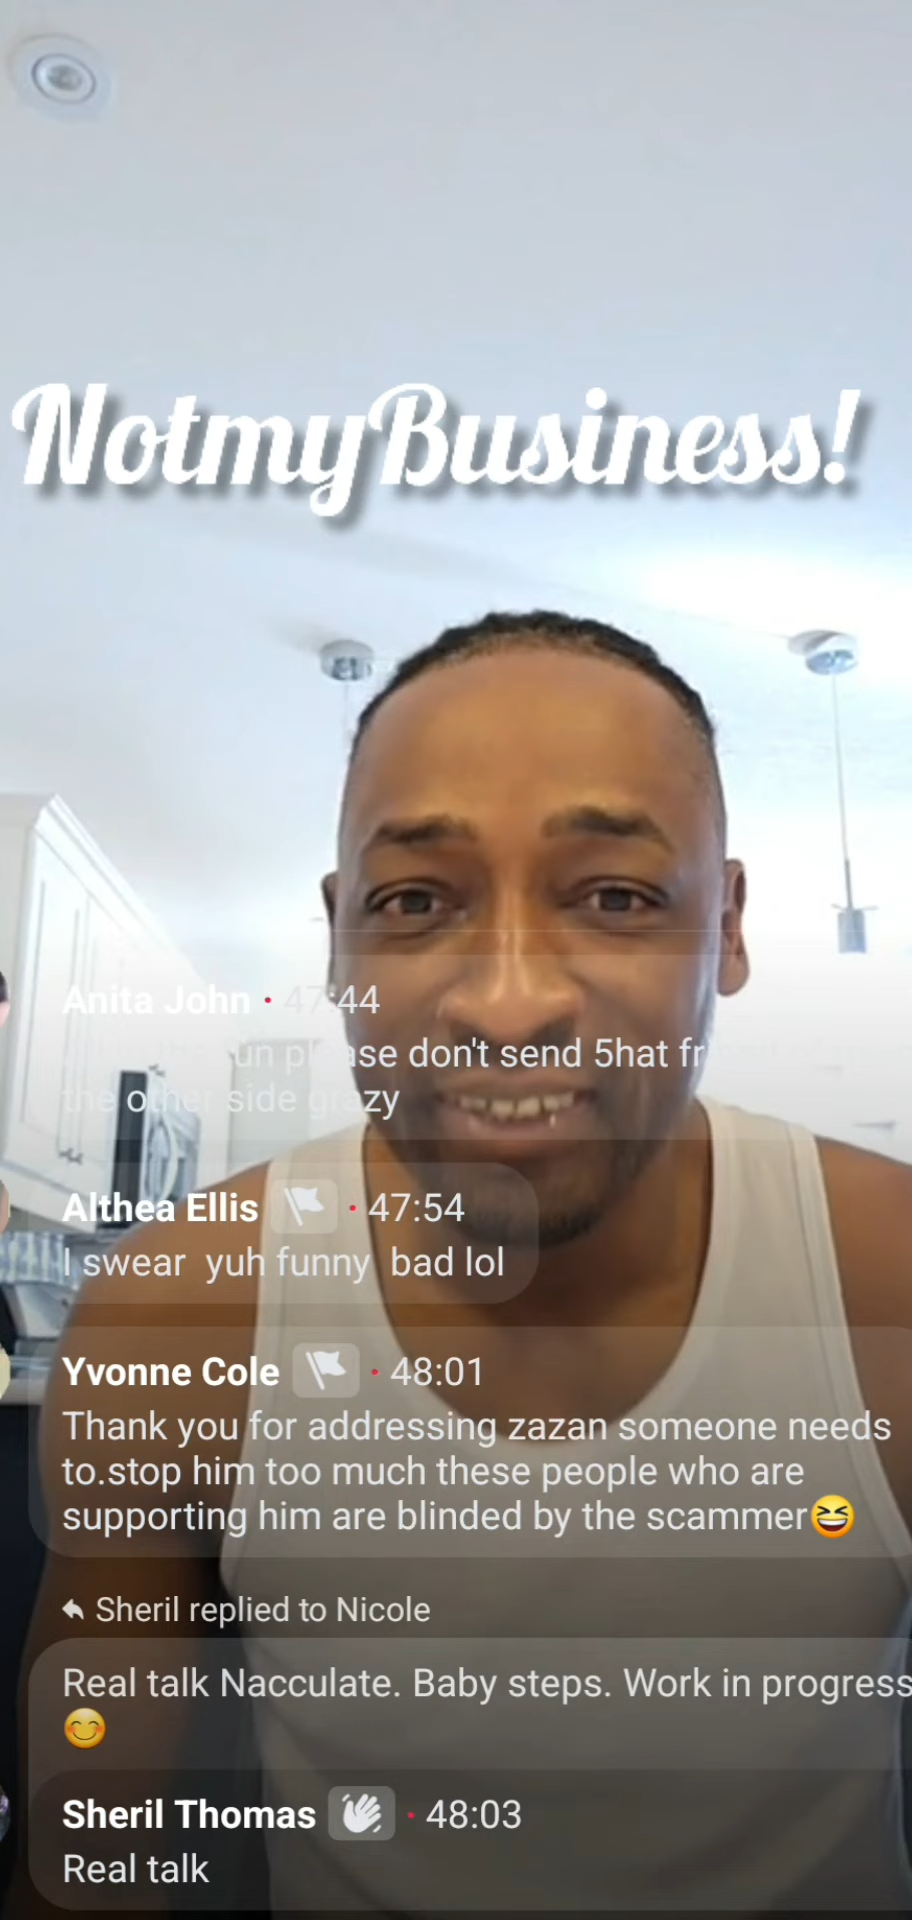 NotmyBusiness!
Anita John · 47:44
please don't send 5hat
the other side grazy
Althea Ellis · 47:54
I swear yuh funny bad lol
Yvonne Cole · 48:01
Thank you for addressing zazan someone needs
to.stop him too much these people who are
supporting him are blinded by the scammer😆
Sheril replied to Nicole
Real talk Nacculate. Baby steps. Work in progress
😊
Sheril Thomas · 48:03
Real talk